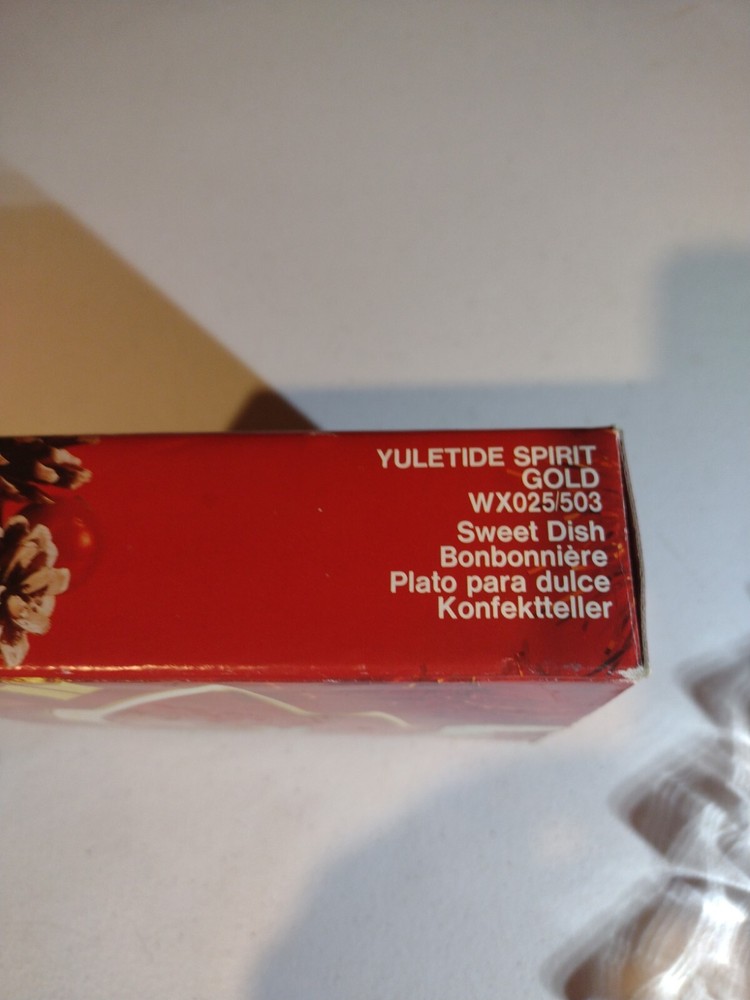 YULETIDE SPIRIT
GOLD
WX025/503
Sweet Dish
Bonbonnière
Plato para dulce
Konfektteller